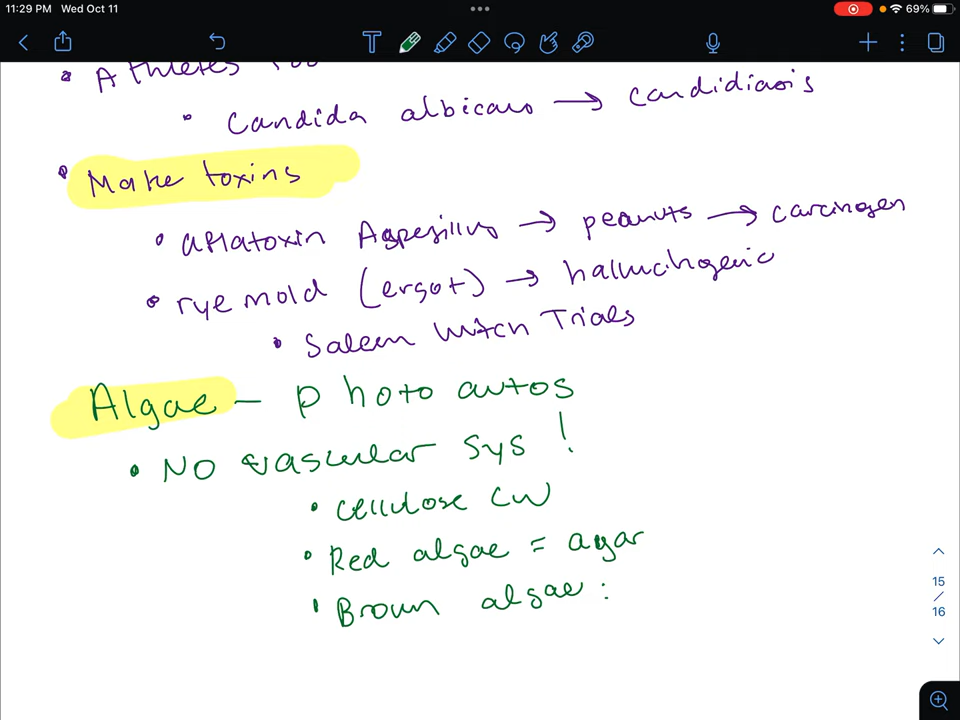 11:29 PM Wed Oct 11
69%
• Athletes foo
• Candida albicans → candidiasis
• Make toxins
• aflatoxin Aspergillus → peanuts → carcinogen
• rye mold (ergot) → hallucinogenic
• Salem Witch Trials
Algae — Photo autos
• NO vascular sys !
• cellulose CW
• Red algae = agar
• Brown algae :
15
/
16